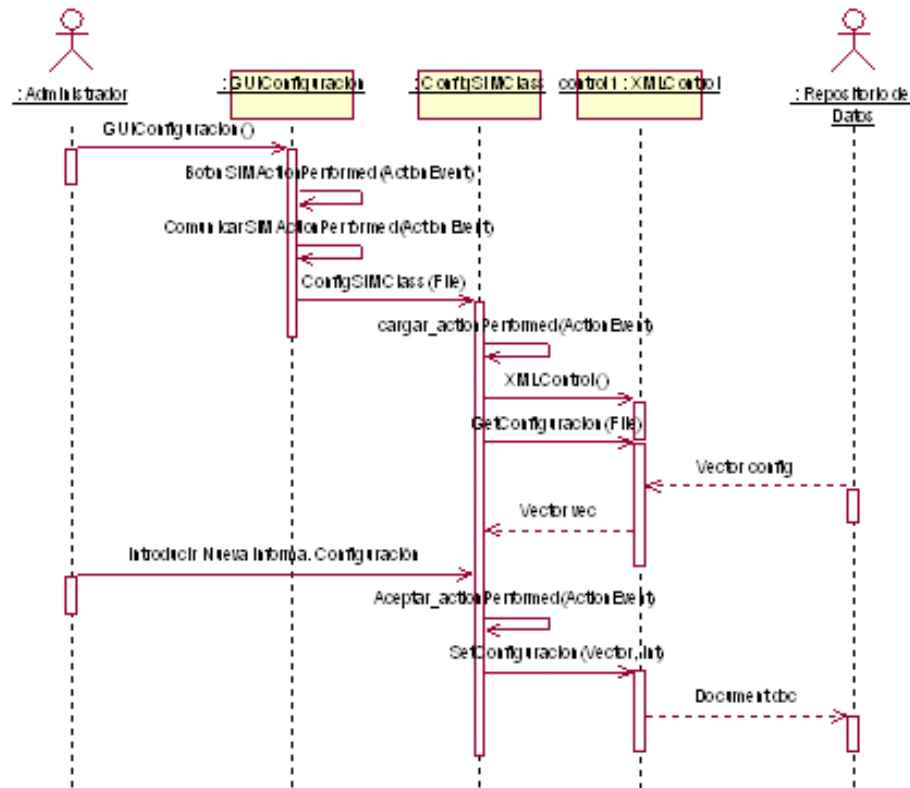 : Administrador
: GUIConfiguracion
: ConfigSIMClass
control1 : XMLControl
: Repositorio de
Datos
GUIConfiguracion()
BotonSIMActionPerformed(ActionEvent)
ComunicarSIMActionPerformed(ActionEvent)
ConfigSIMClass(File)
cargar_actionPerformed(ActionEvent)
XMLControl()
GetConfiguracion(File)
Vector config
Vector vec
Introducir Nueva Informa. Configuración
Aceptar_actionPerformed(ActionEvent)
SetConfiguracion(Vector, int)
Document doc